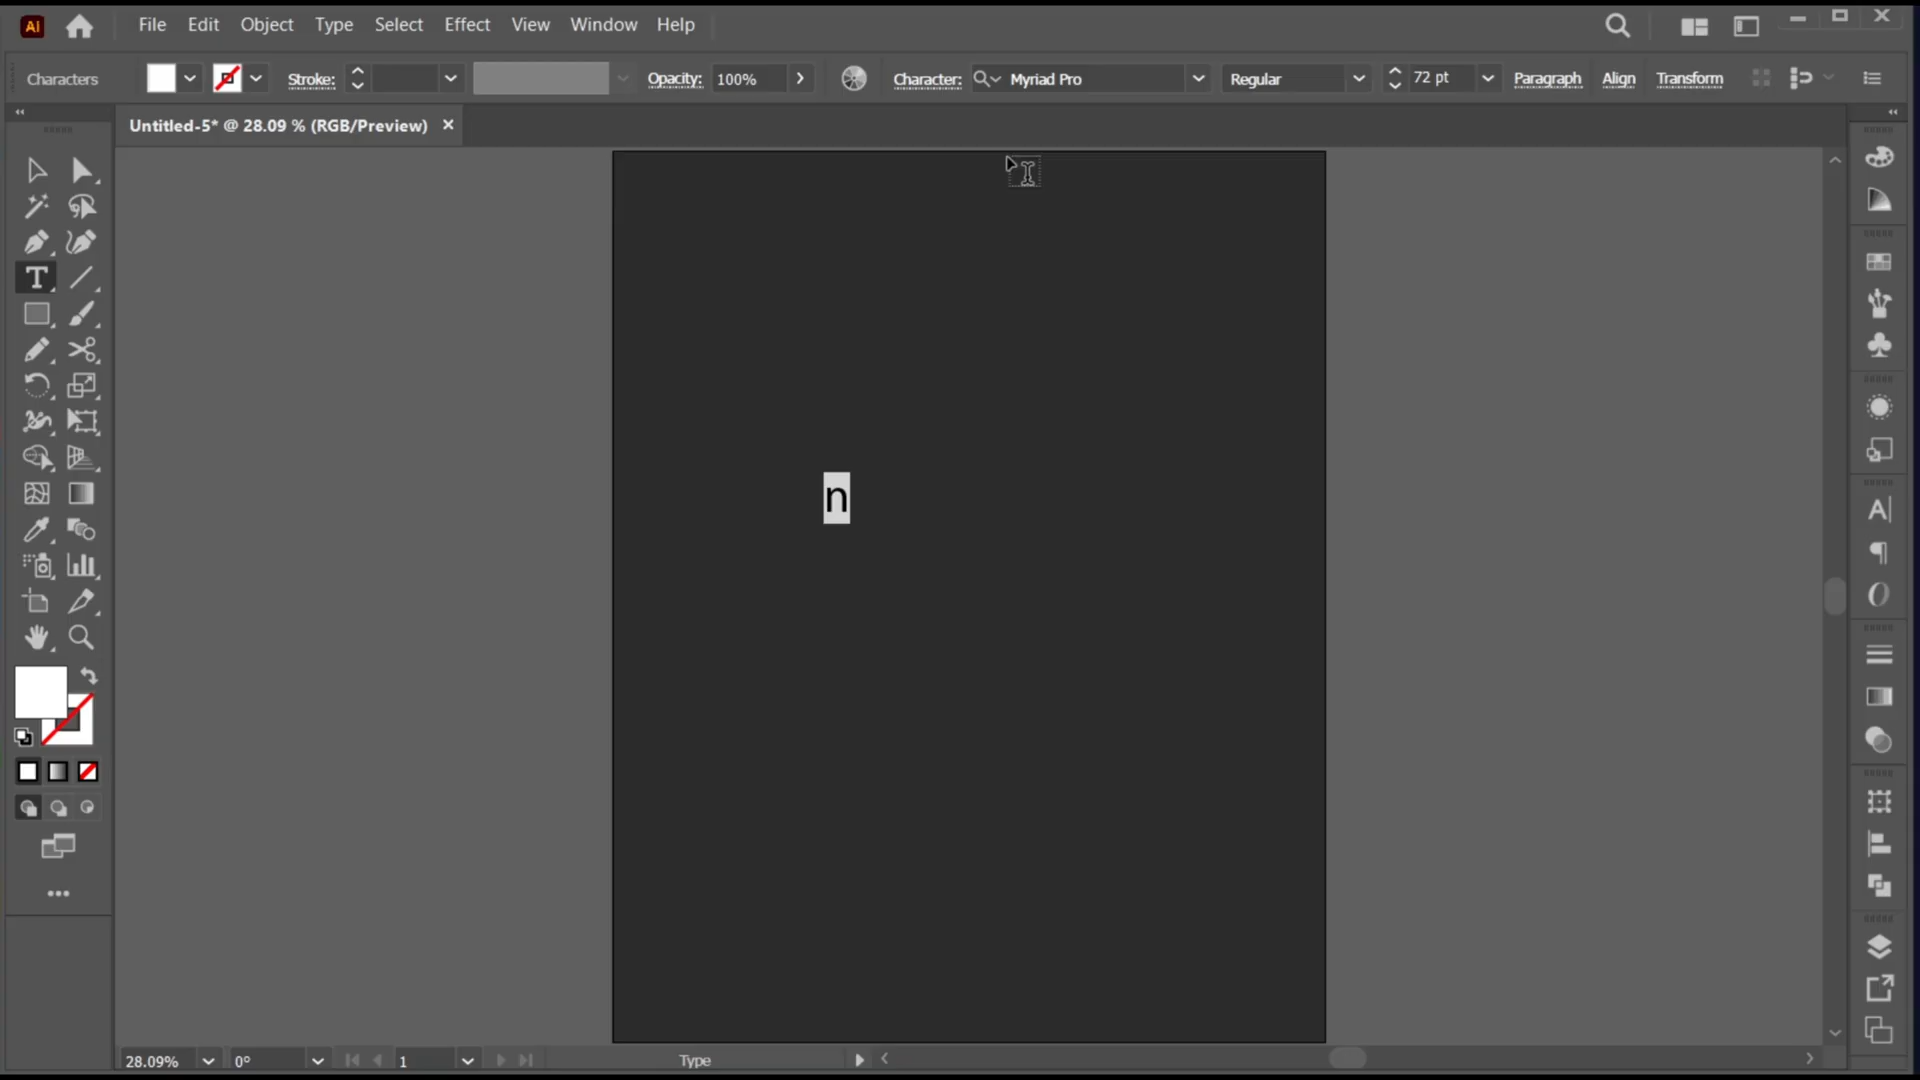 Ai File Edit Object Type Select Effect View Window Help
Characters Stroke: Opacity: 100% Character: Myriad Pro Regular 72 pt Paragraph Align Transform
Untitled-5* @ 28.09 % (RGB/Preview) ×
n
28.09% 0° 1 Type